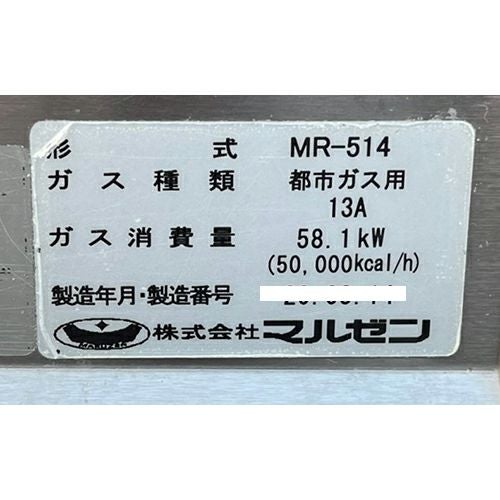 形 式 MR-514
ガス種類 都市ガス用
13A
ガス消費量 58.1kW
(50,000kcal/h)
製造年月・製造番号
MARUZEN 株式会社 マルゼン